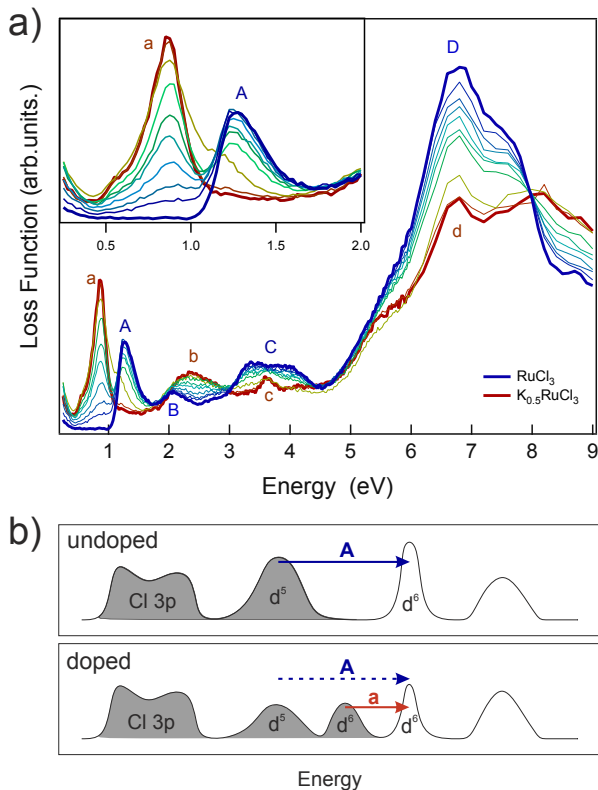 a)
Loss Function (arb.units.)
a
A
0.5
1.0
1.5
2.0
D
d
a
A
b
B
C
c
RuCl₃
K₀.₅RuCl₃
1
2
3
4
5
6
7
8
9
Energy (eV)
b)
undoped
A
Cl 3p
d⁵
d⁶
doped
A
a
Cl 3p
d⁵
d⁶
d⁶
Energy